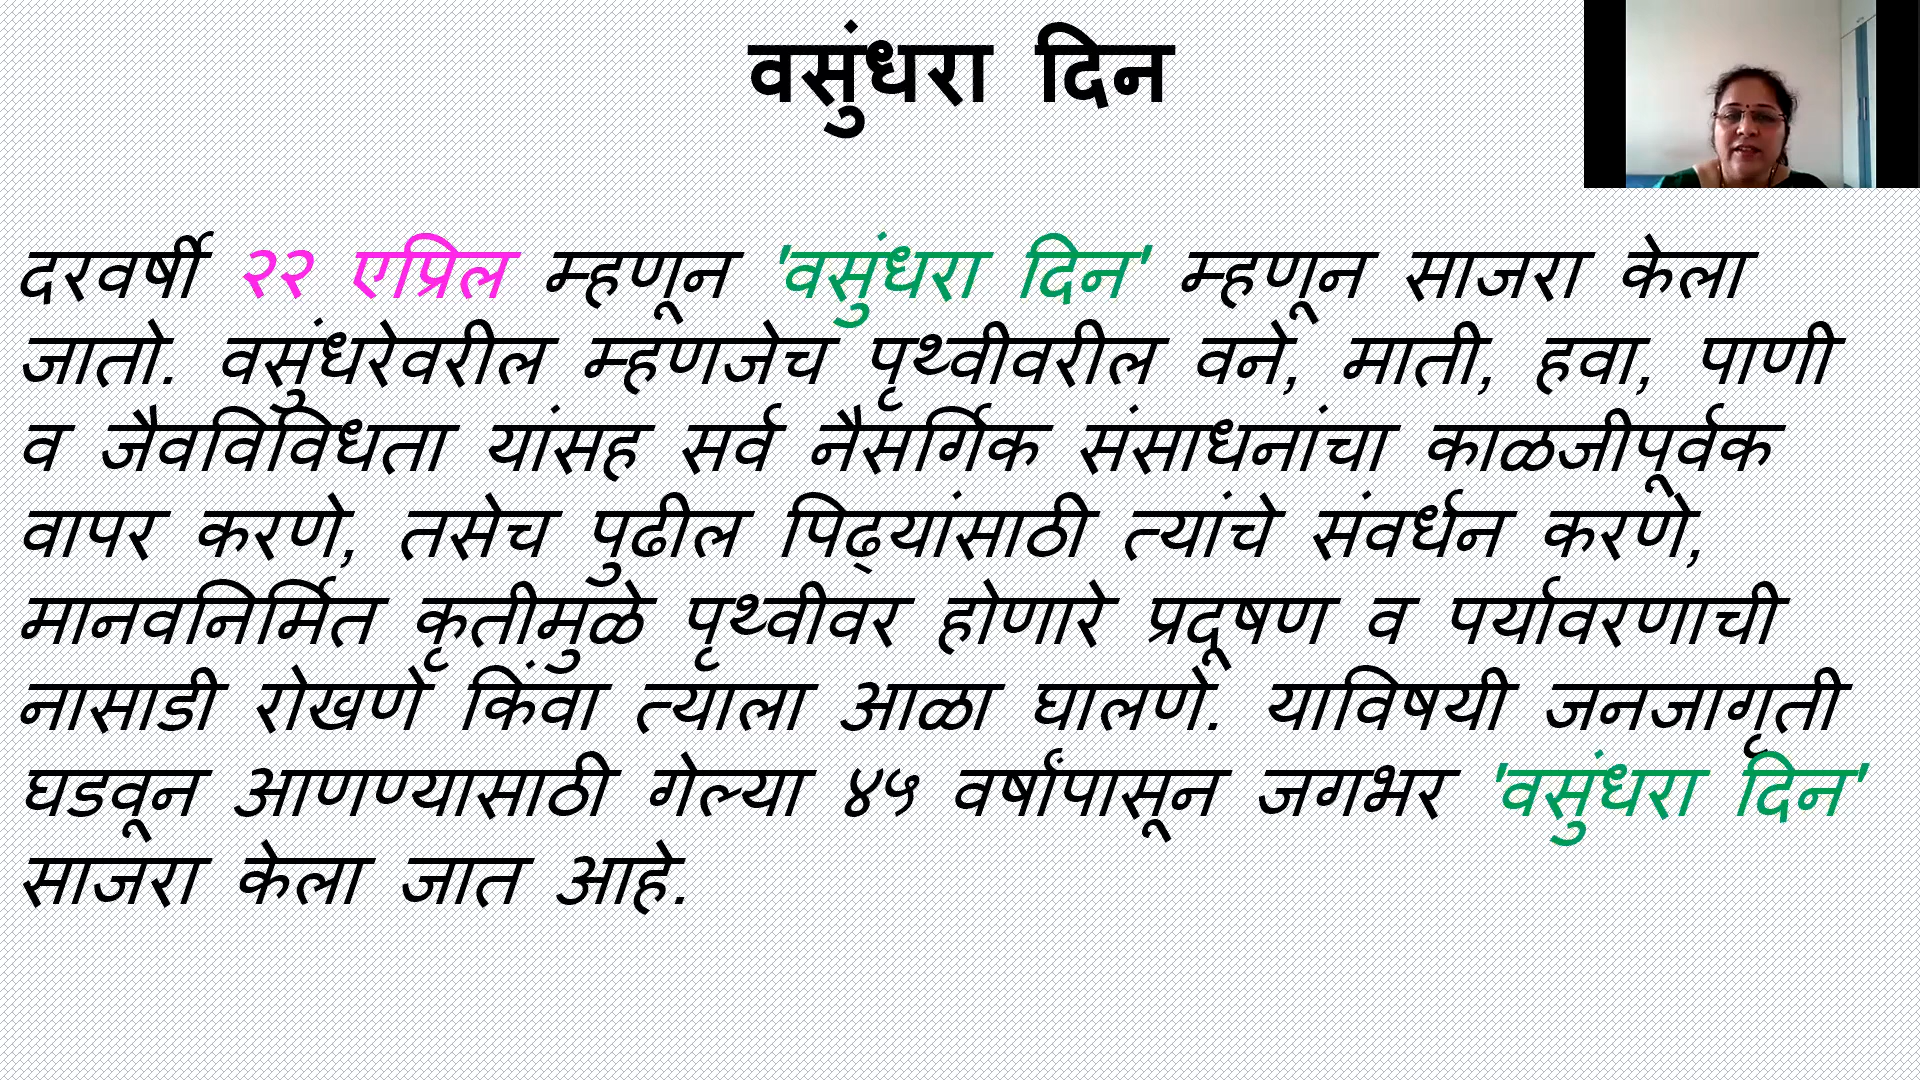 वसुंधरा दिन
दरवर्षी २२ एप्रिल म्हणून 'वसुंधरा दिन' म्हणून साजरा केला
जातो. वसुंधरेवरील म्हणजेच पृथ्वीवरील वने, माती, हवा, पाणी
व जैवविविधता यांसह सर्व नैसर्गिक संसाधनांचा काळजीपूर्वक
वापर करणे, तसेच पुढील पिढ्यांसाठी त्यांचे संवर्धन करणे,
मानवनिर्मित कृतीमुळे पृथ्वीवर होणारे प्रदूषण व पर्यावरणाची
नासाडी रोखणे किंवा त्याला आळा घालणे. याविषयी जनजागृती
घडवून आणण्यासाठी गेल्या ४५ वर्षांपासून जगभर 'वसुंधरा दिन'
साजरा केला जात आहे.